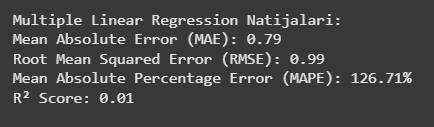 Multiple Linear Regression Natijalari:
Mean Absolute Error (MAE): 0.79
Root Mean Squared Error (RMSE): 0.99
Mean Absolute Percentage Error (MAPE): 126.71%
R² Score: 0.01